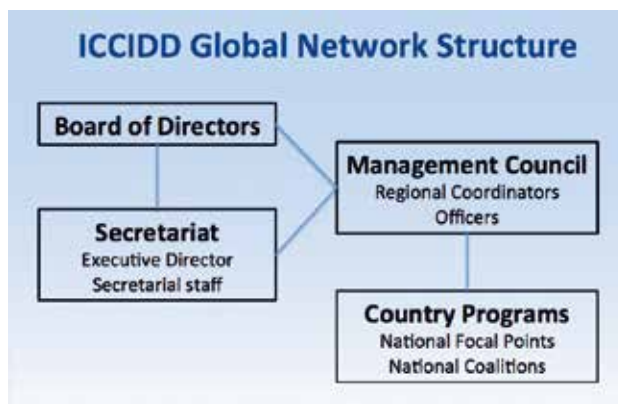 ICCIDD Global Network Structure
Board of Directors
Secretariat
Executive Director
Secretarial staff
Management Council
Regional Coordinators
Officers
Country Programs
National Focal Points
National Coalitions